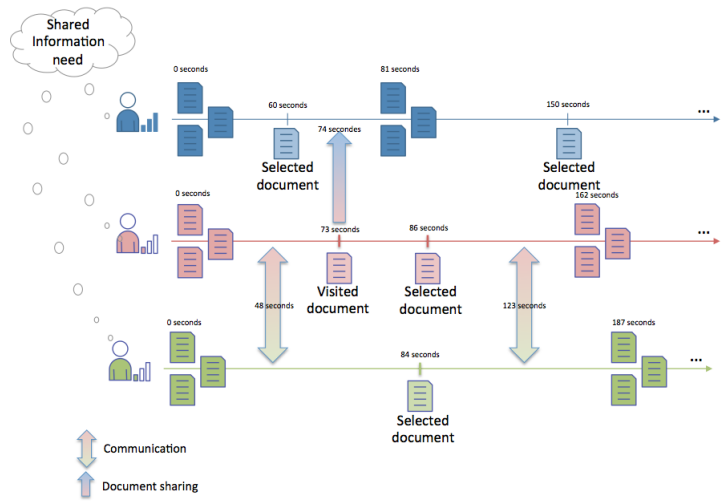 Shared
Information
need
0 seconds
60 seconds
81 seconds
150 seconds
...
74 secondes
Selected
document
Selected
document
0 seconds
73 seconds
86 seconds
162 seconds
...
Visited
document
Selected
document
48 seconds
123 seconds
0 seconds
84 seconds
187 seconds
...
Selected
document
Communication
Document sharing